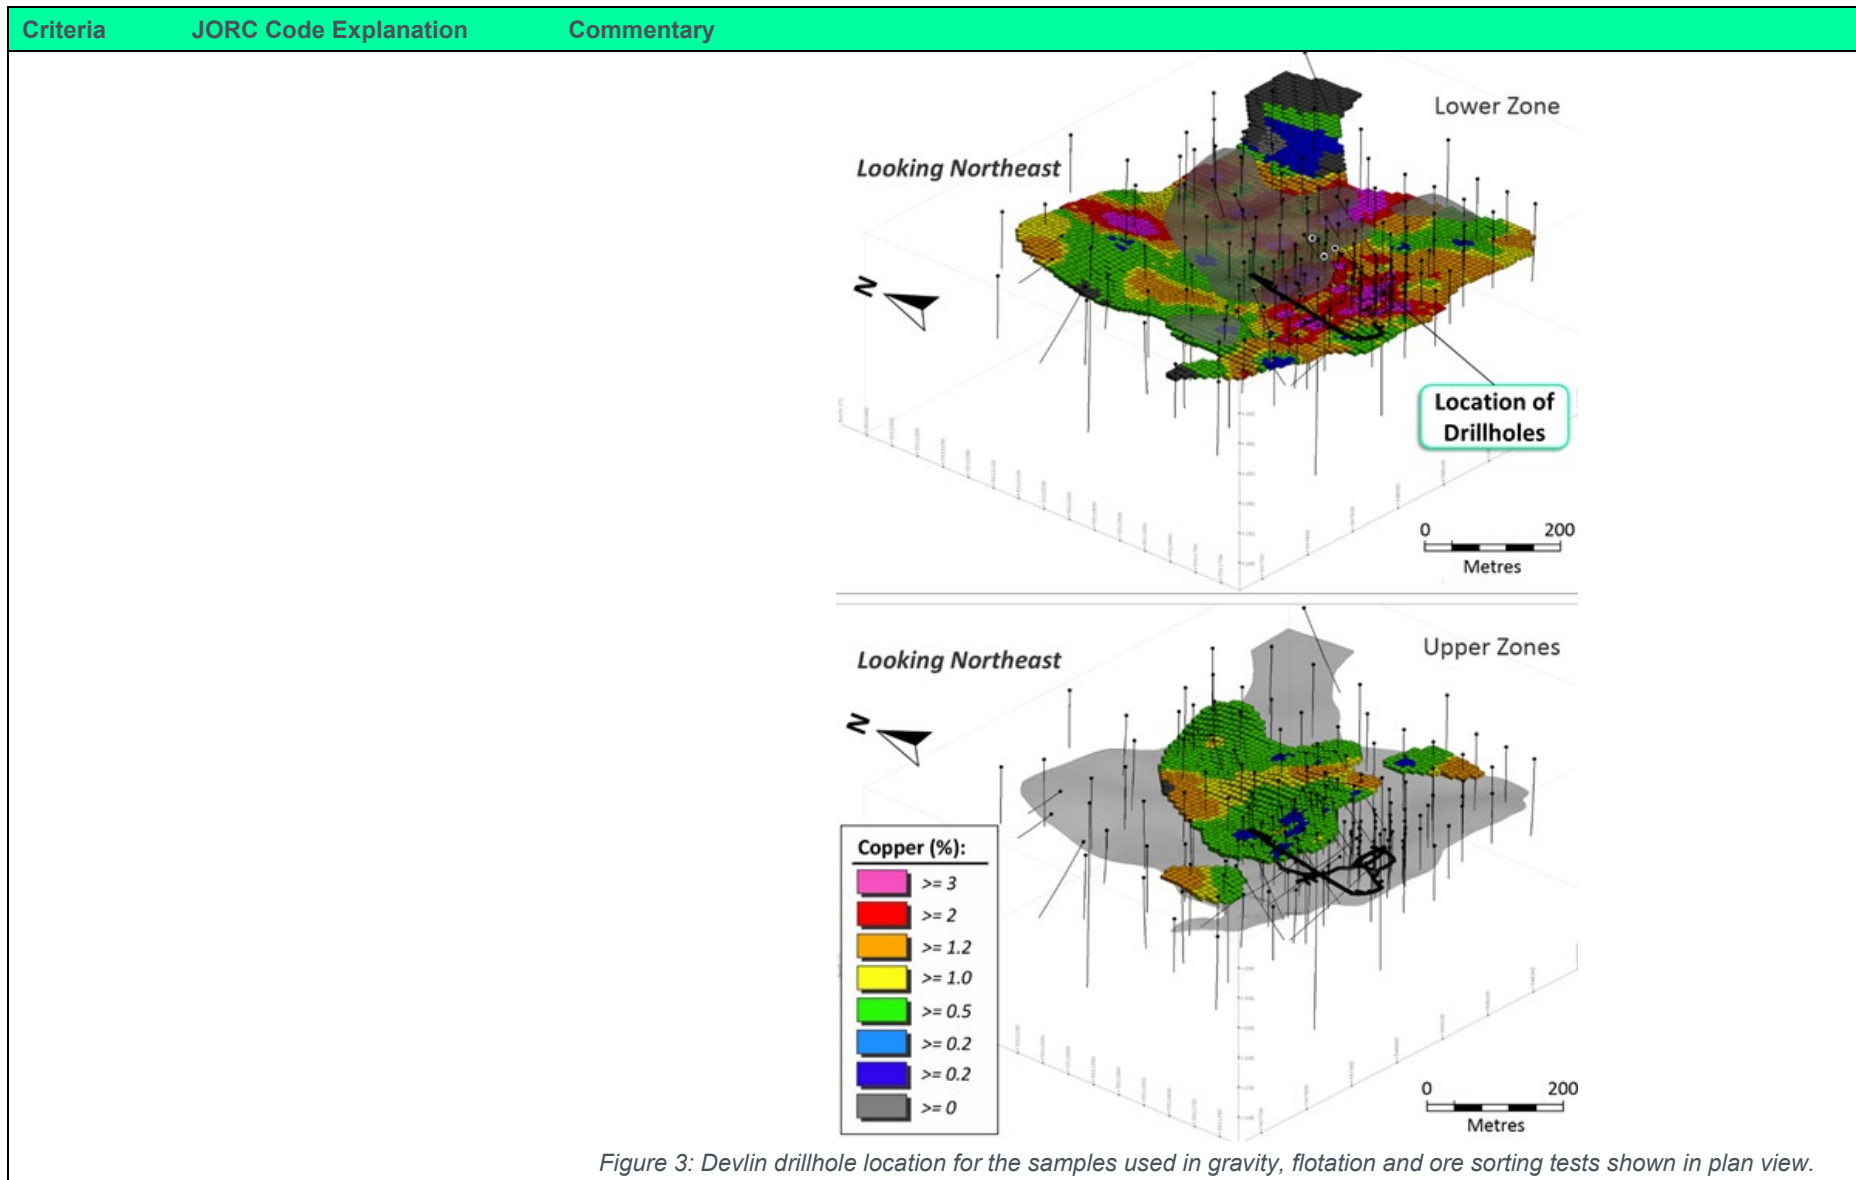 Criteria JORC Code Explanation Commentary
Lower Zone
Looking Northeast
N
Location of
Drillholes
0 200
Metres
Upper Zones
Looking Northeast
N
Copper (%):
>= 3
>= 2
>= 1.2
>= 1.0
>= 0.5
>= 0.2
>= 0.2
>= 0
0 200
Metres
Figure 3: Devlin drillhole location for the samples used in gravity, flotation and ore sorting tests shown in plan view.